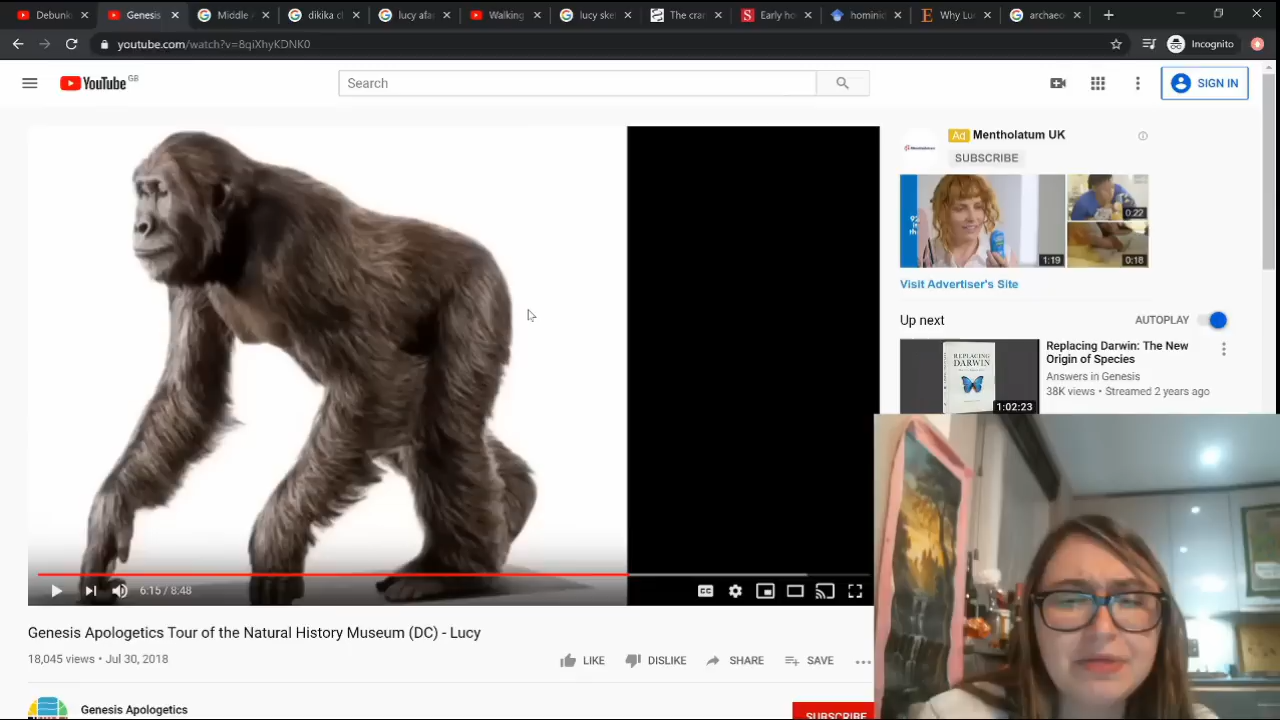 Debunk
Genesis
Middle A
dikika cl
lucy afa
Walking
lucy ske
The cra
Early ho
hominid
Why Lu
archaeo
youtube.com/watch?v=8qiXhyKDNK0
Incognito
YouTube GB
Search
SIGN IN
Ad Mentholatum UK
SUBSCRIBE
1:19
0:22
0:18
Visit Advertiser's Site
Up next
AUTOPLAY
REPLACING DARWIN
1:02:23
Replacing Darwin: The New
Origin of Species
Answers in Genesis
38K views • Streamed 2 years ago
6:15 / 8:48
Genesis Apologetics Tour of the Natural History Museum (DC) - Lucy
18,045 views • Jul 30, 2018
LIKE
DISLIKE
SHARE
SAVE
Genesis Apologetics
SUBSCRIBE